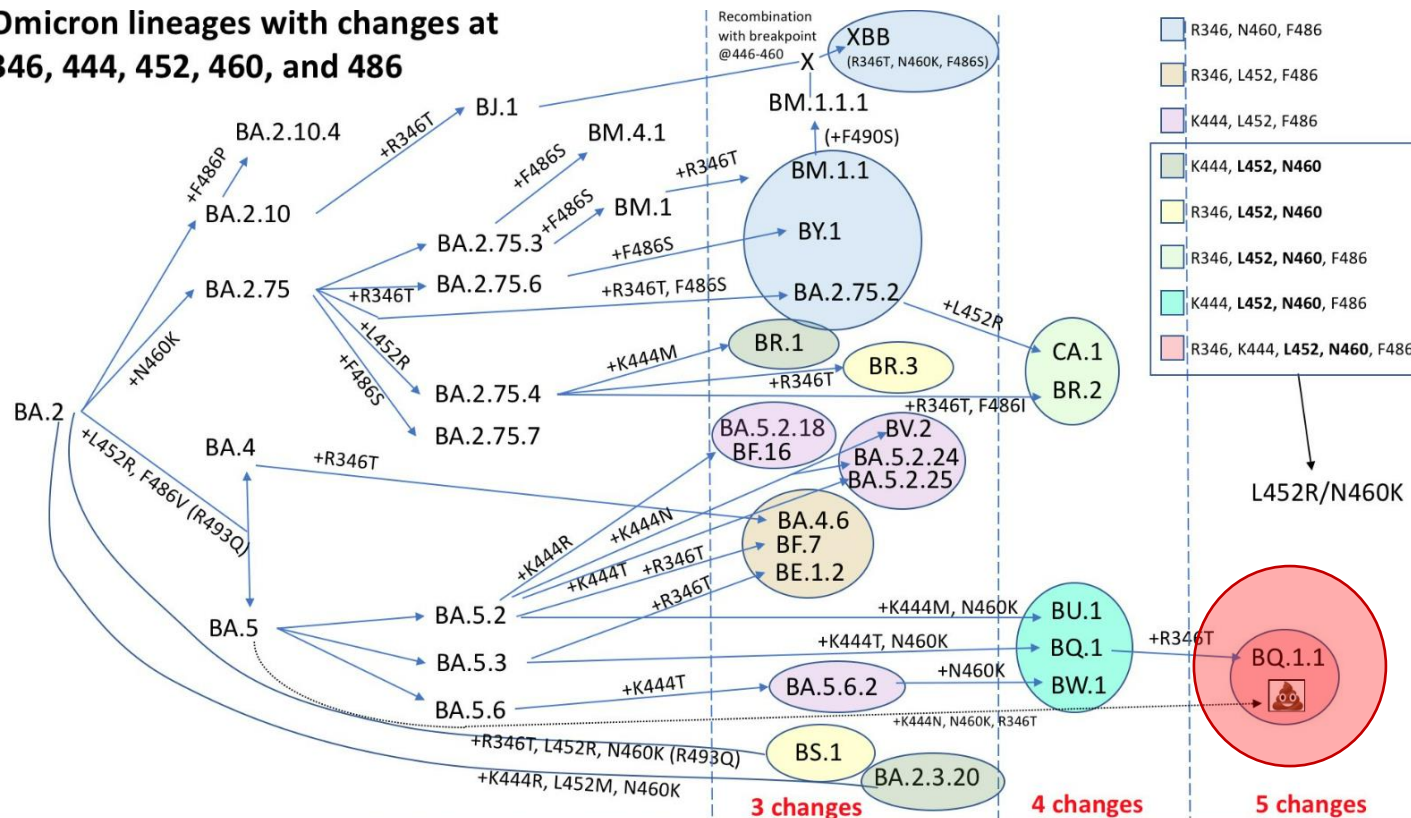 Omicron lineages with changes at
346, 444, 452, 460, and 486
Recombination
with breakpoint
@446-460
XBB
(R346T, N460K, F486S)
X
BJ.1
BM.1.1.1
+R346T
BA.2.10.4
BM.4.1
(+F490S)
+F486P
+F486S
+R346T
BM.1.1
BA.2.10
BM.1
+F486S
BY.1
BA.2.75.3
+F486S
BA.2.75
BA.2.75.6
+R346T
+R346T, F486S
BA.2.75.2
+L452R
+N460K
+L452R
+F486S
BR.1
+K444M
CA.1
BR.3
+R346T
BR.2
BA.2.75.4
+R346T, F486I
BA.2
BA.2.75.7
BA.5.2.18
BF.16
BV.2
BA.5.2.24
BA.5.2.25
+L452R, F486V (R493Q)
BA.4
+R346T
BA.4.6
BF.7
BE.1.2
+K444R
+K444N
+K444T
+R346T
+R346T
BA.5
BA.5.2
+K444M, N460K
BU.1
BA.5.3
+K444T, N460K
BQ.1
+R346T
BQ.1.1
BA.5.6
+K444T
BA.5.6.2
+N460K
BW.1
+K444N, N460K, R346T
+R346T, L452R, N460K (R493Q)
BS.1
+K444R, L452M, N460K
BA.2.3.20
3 changes
4 changes
5 changes
R346, N460, F486
R346, L452, F486
K444, L452, F486
K444, L452, N460
R346, L452, N460
R346, L452, N460, F486
K444, L452, N460, F486
R346, K444, L452, N460, F486
L452R/N460K